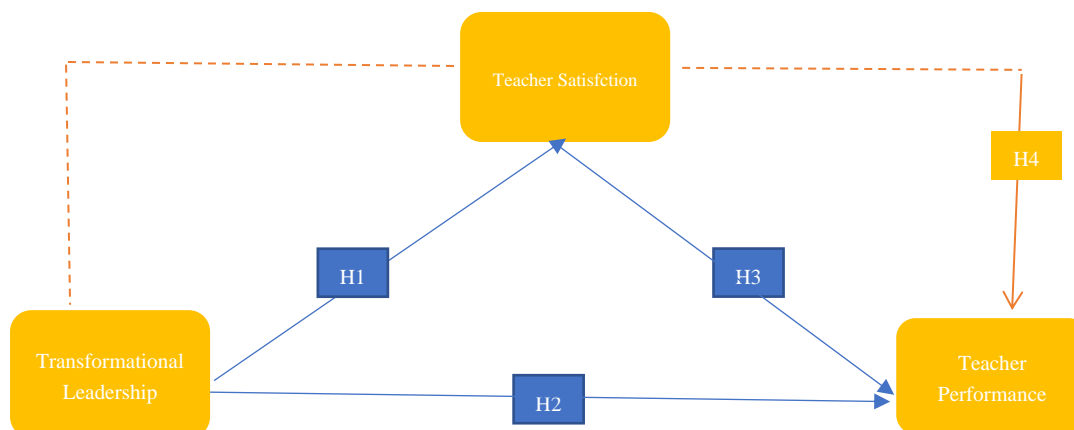 Teacher Satisfction
H4
H1
H3
Transformational
Leadership
Teacher
Performance
H2